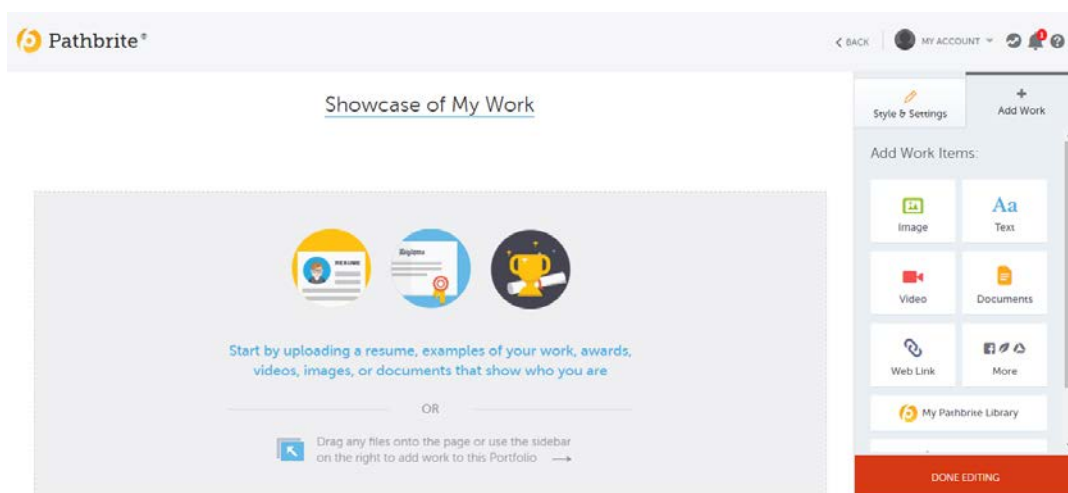 Pathbrite®
BACK
MY ACCOUNT
1
Showcase of My Work
Style & Settings
Add Work
Add Work Items:
Image
Aa
Text
Video
Documents
Web Link
More
My Pathbrite Library
DONE EDITING
RESUME
Diploma
Start by uploading a resume, examples of your work, awards,
videos, images, or documents that show who you are
OR
Drag any files onto the page or use the sidebar
on the right to add work to this Portfolio